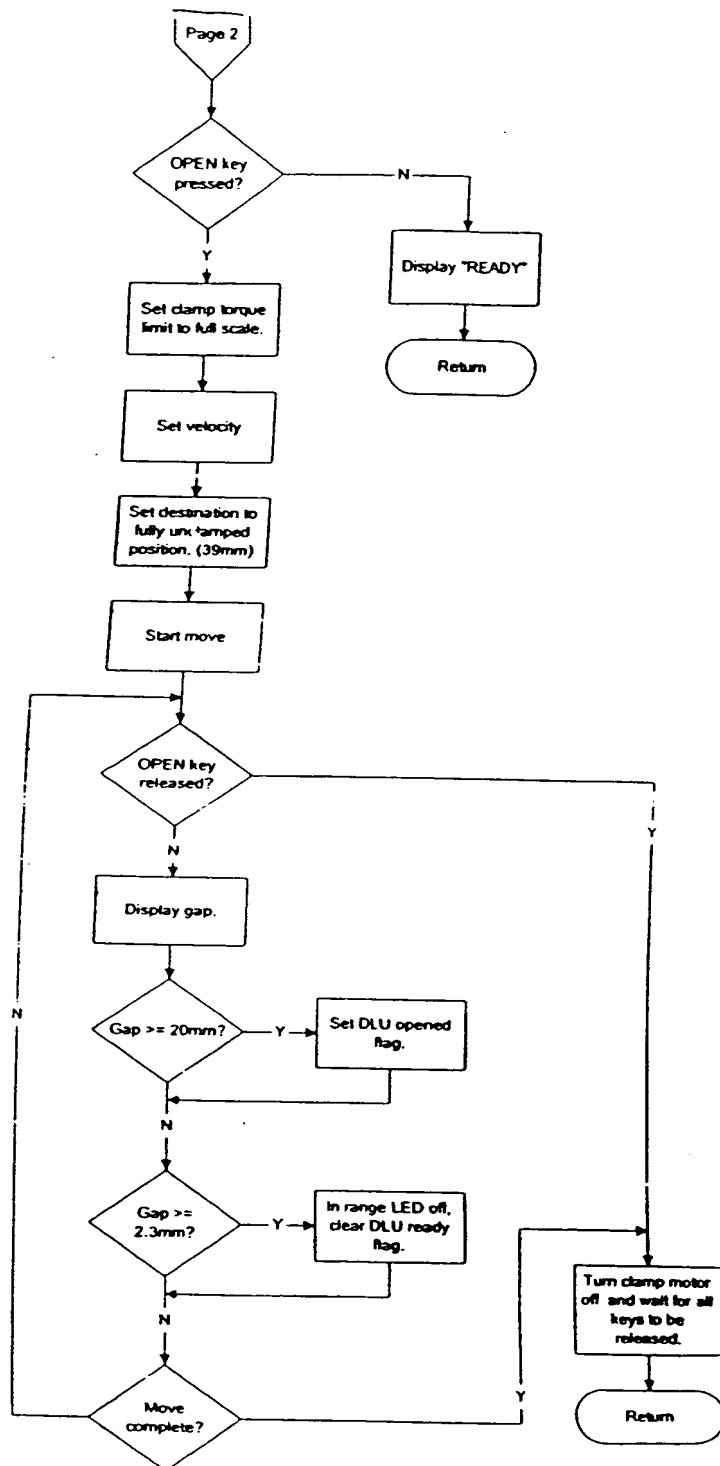 Page 2
OPEN key
pressed?
N
Y
Display "READY"
Set clamp torque
limit to full scale.
Return
Set velocity
Set destination to
fully unclamped
position. (39mm)
Start move
OPEN key
released?
Y
N
Display gap.
N
Gap >= 20mm?
Y
Set DLU opened
flag.
N
Gap >=
2.3mm?
Y
In range LED off,
clear DLU ready
flag.
N
Turn clamp motor
off and wait for all
keys to be
released.
Y
Move
complete?
Return